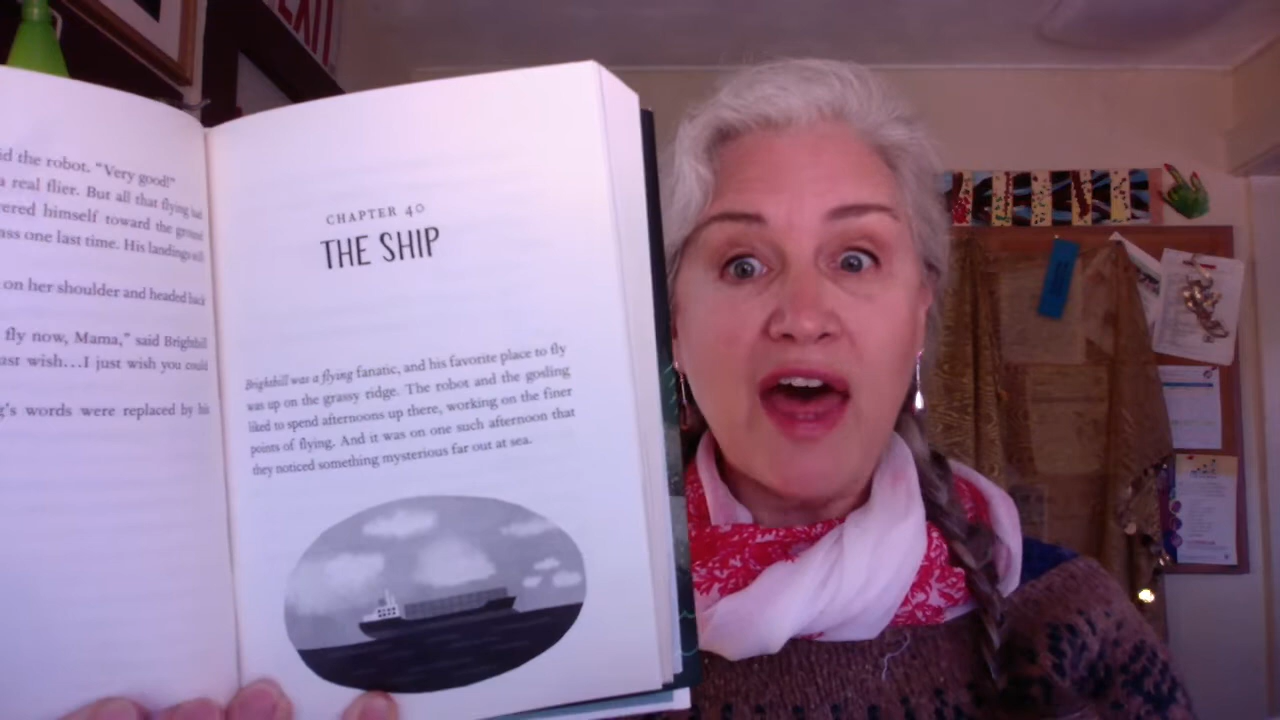 EXIT
id the robot. "Very good!"
a real flier. But all that flying had
ered himself toward the ground
ass one last time. His landings still
on her shoulder and headed back
fly now, Mama," said Brightbill
ast wish...I just wish you could
g's words were replaced by his
CHAPTER 40
THE SHIP
Brightbill was a flying fanatic, and his favorite place to fly
was up on the grassy ridge. The robot and the gosling
liked to spend afternoons up there, working on the finer
points of flying. And it was on one such afternoon that
they noticed something mysterious far out at sea.